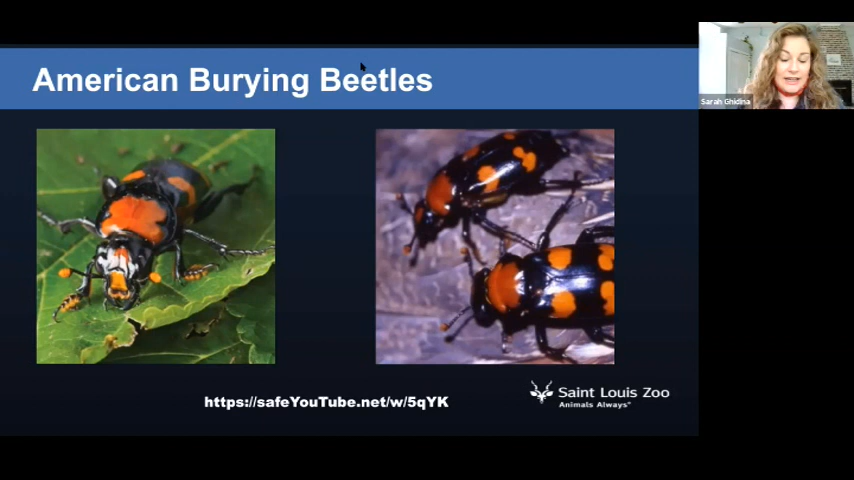 American Burying Beetles
Sarah Ghidina
https://safeYouTube.net/w/5qYK
Saint Louis Zoo
Animals Always®